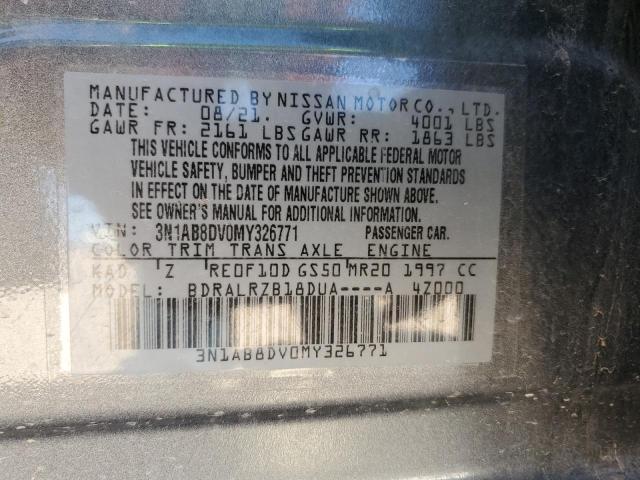 MANUFACTURED BY NISSAN MOTOR CO., LTD.
DATE: 08/21. GVWR: 4001 LBS
GAWR FR: 2161 LBS GAWR RR: 1863 LBS
THIS VEHICLE CONFORMS TO ALL APPLICABLE FEDERAL MOTOR
VEHICLE SAFETY, BUMPER AND THEFT PREVENTION STANDARDS
IN EFFECT ON THE DATE OF MANUFACTURE SHOWN ABOVE.
SEE OWNER'S MANUAL FOR ADDITIONAL INFORMATION.
VIN: 3N1AB8DV0MY326771 PASSENGER CAR.
COLOR TRIM TRANS AXLE ENGINE
KAD Z RE0F10D GS50 MR20 1997 CC
MODEL: BDRALRZB18DUA----A 4Z000
3N1AB8DV0MY326771